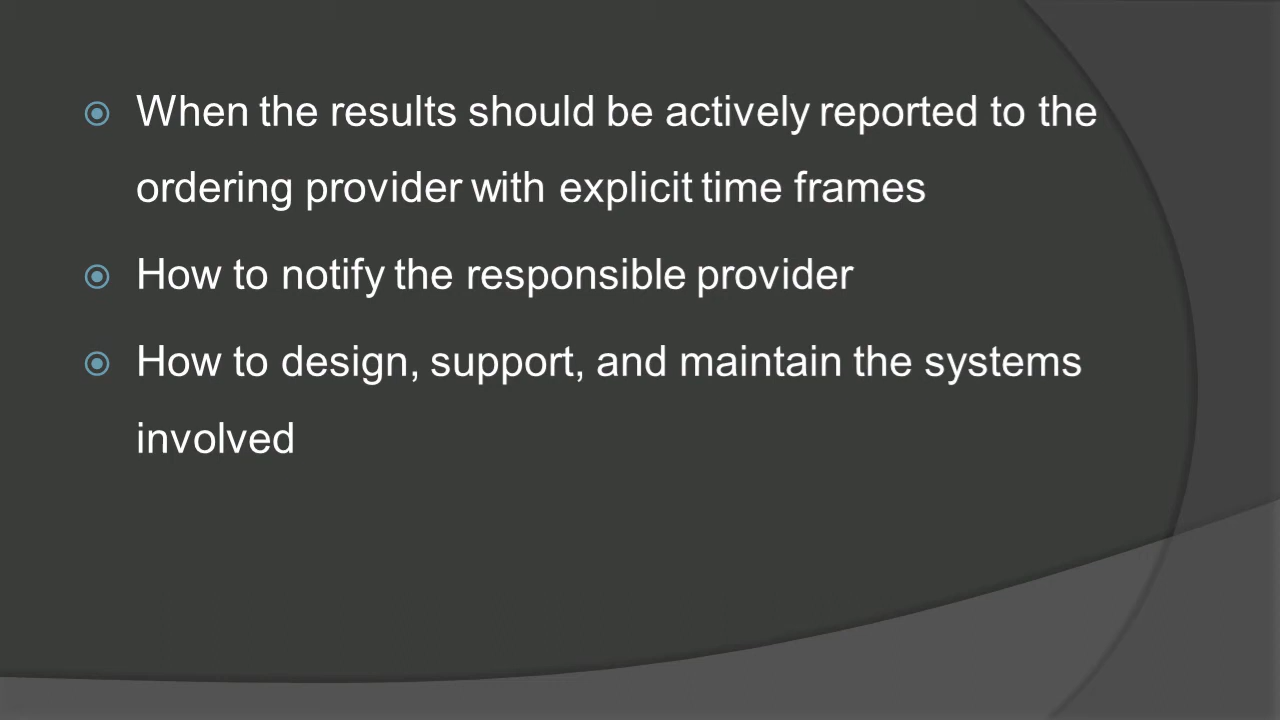 When the results should be actively reported to the
ordering provider with explicit time frames
How to notify the responsible provider
How to design, support, and maintain the systems
involved